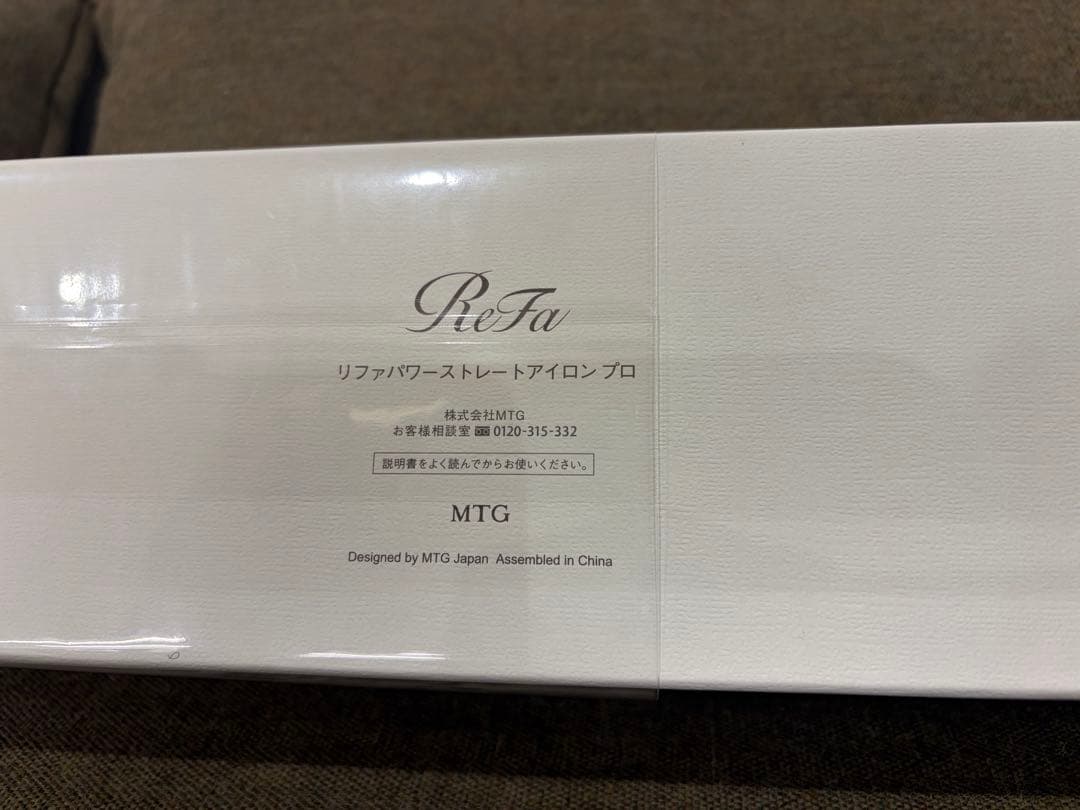 ReFa
リファパワーストレートアイロン プロ
株式会社MTG
お客様相談室 0120-315-332
説明書をよく読んでからお使いください。
MTG
Designed by MTG Japan Assembled in China